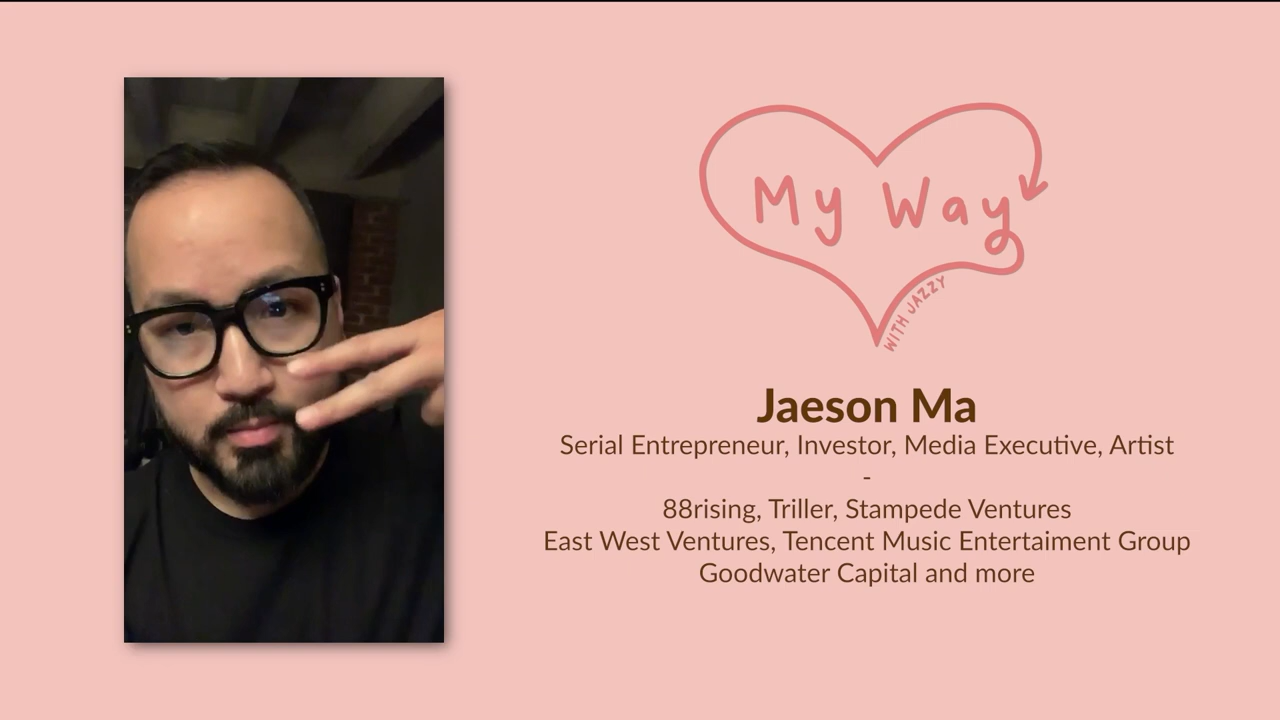 My Way
WITH JAZZY
Jaeson Ma
Serial Entrepreneur, Investor, Media Executive, Artist
-
88rising, Triller, Stampede Ventures
East West Ventures, Tencent Music Entertaiment Group
Goodwater Capital and more